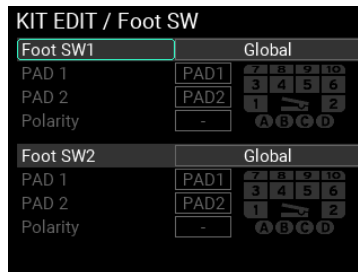 KIT EDIT / Foot SW
Foot SW1 Global
PAD 1 PAD1 7 8 9 10
3 4 5 6
PAD 2 PAD2 1 2
Polarity - A B C D
Foot SW2 Global
PAD 1 PAD1 7 8 9 10
3 4 5 6
PAD 2 PAD2 1 2
Polarity - A B C D